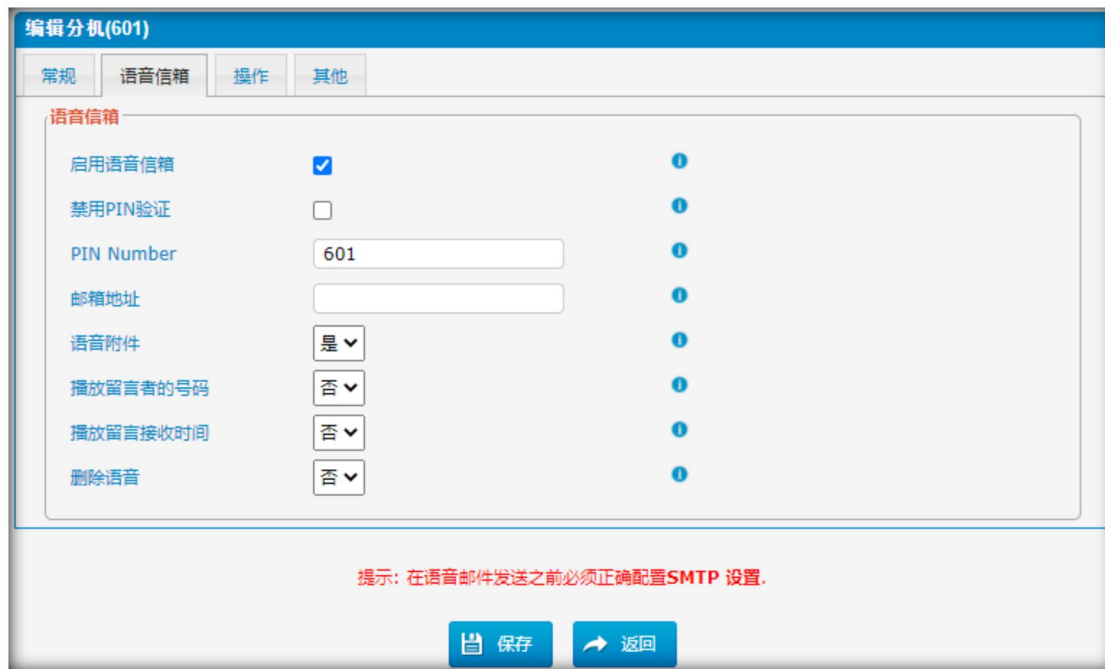 编辑分机(601)
常规 语音信箱 操作 其他
语音信箱
启用语音信箱
禁用PIN验证
PIN Number 601
邮箱地址
语音附件 是
播放留言者的号码 否
播放留言接收时间 否
删除语音 否
提示: 在语音邮件发送之前必须正确配置SMTP 设置.
保存 返回